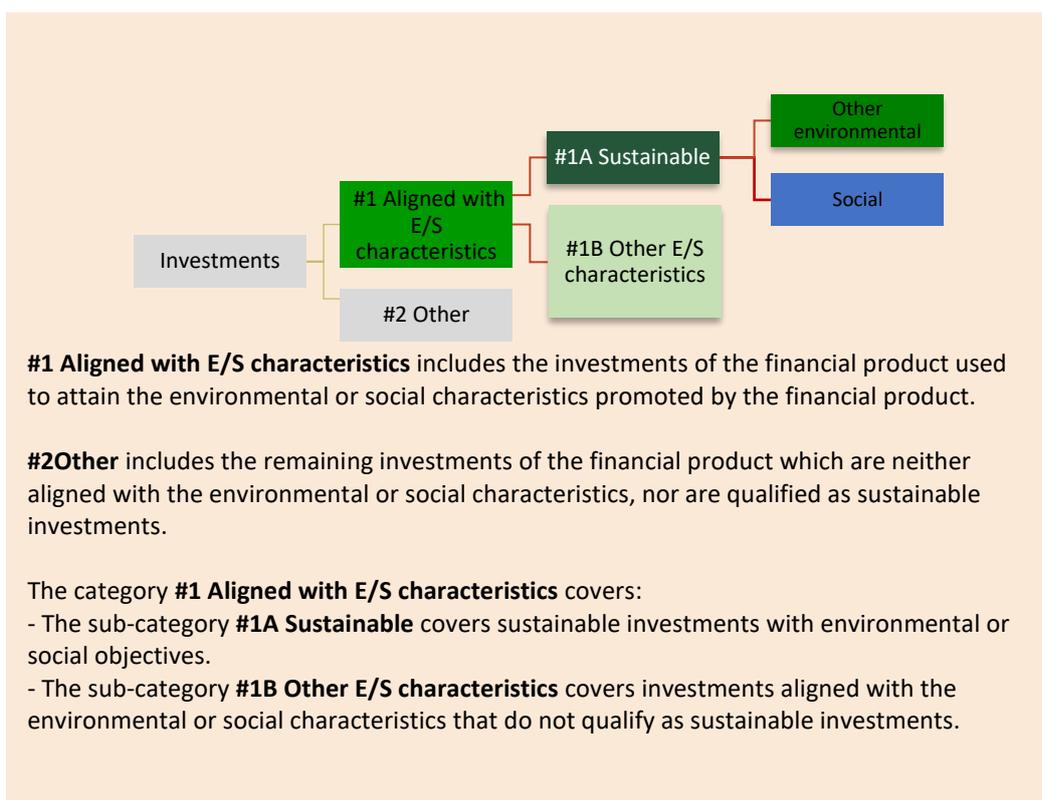 Other
environmental
#1A Sustainable
#1 Aligned with
E/S
characteristics
Social
Investments
#1B Other E/S
characteristics
#2 Other
#1 Aligned with E/S characteristics includes the investments of the financial product used
to attain the environmental or social characteristics promoted by the financial product.
#2Other includes the remaining investments of the financial product which are neither
aligned with the environmental or social characteristics, nor are qualified as sustainable
investments.
The category #1 Aligned with E/S characteristics covers:
- The sub-category #1A Sustainable covers sustainable investments with environmental or
social objectives.
- The sub-category #1B Other E/S characteristics covers investments aligned with the
environmental or social characteristics that do not qualify as sustainable investments.